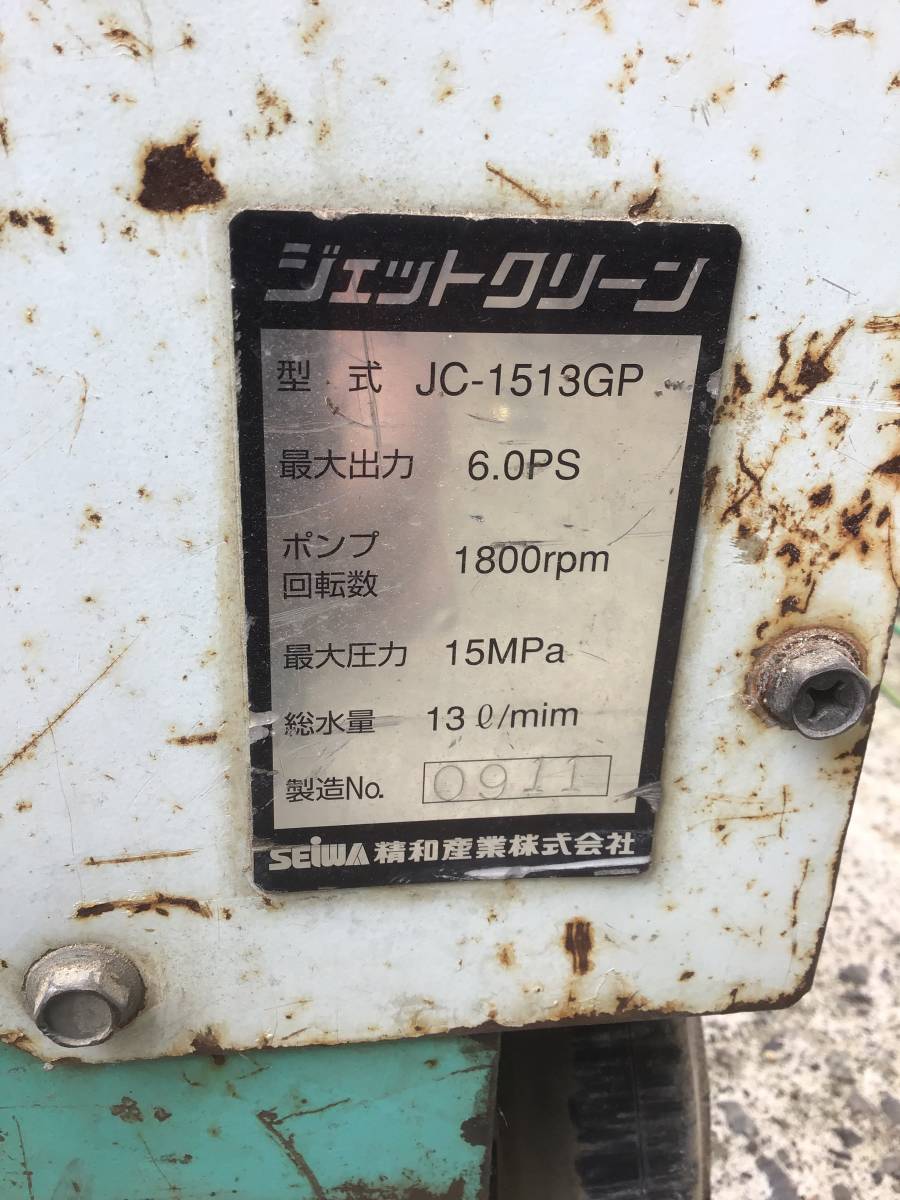 ジェットクリーン
型 式 JC-1513GP
最大出力 6.0PS
ポンプ
回転数 1800rpm
最大圧力 15MPa
総水量 13ℓ/mim
製造No. 0911
SEiWA 精和産業株式会社